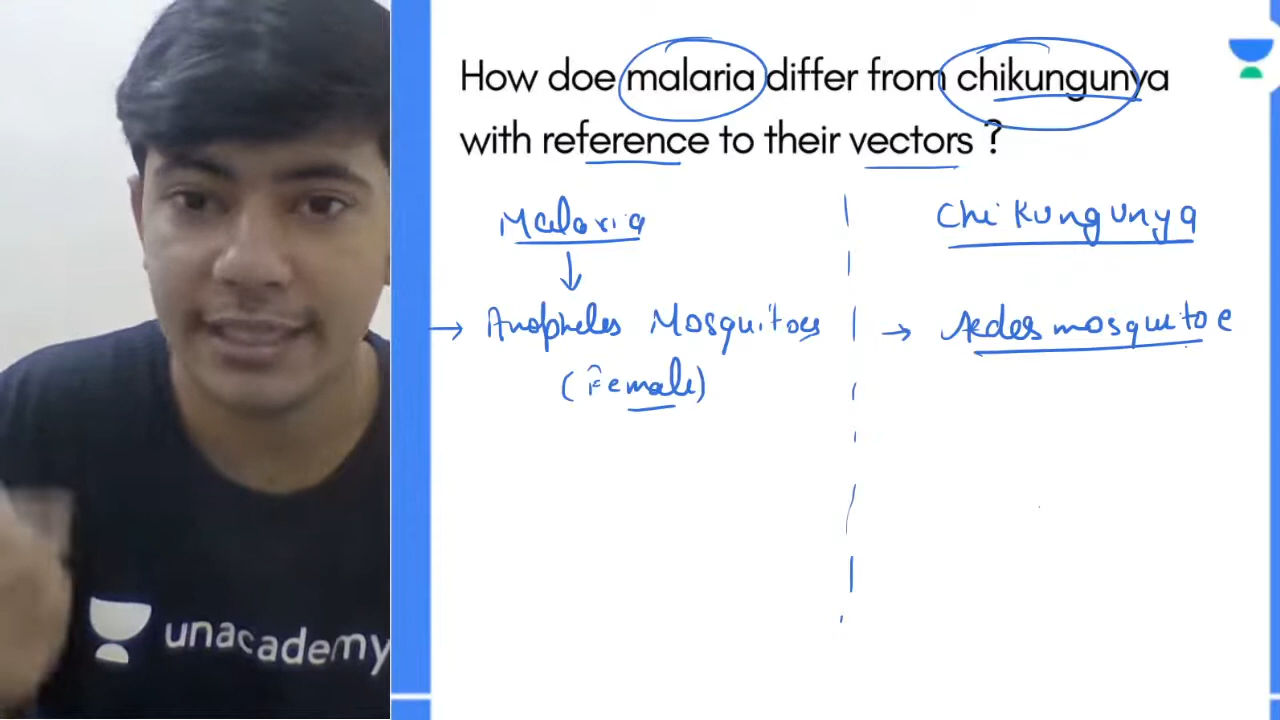 How doe malaria differ from chikungunya
with reference to their vectors ?
Malaria
Chikungunya
→ Anopheles Mosquitoes
(Female)
→ Aedes mosquitoe
unacademy